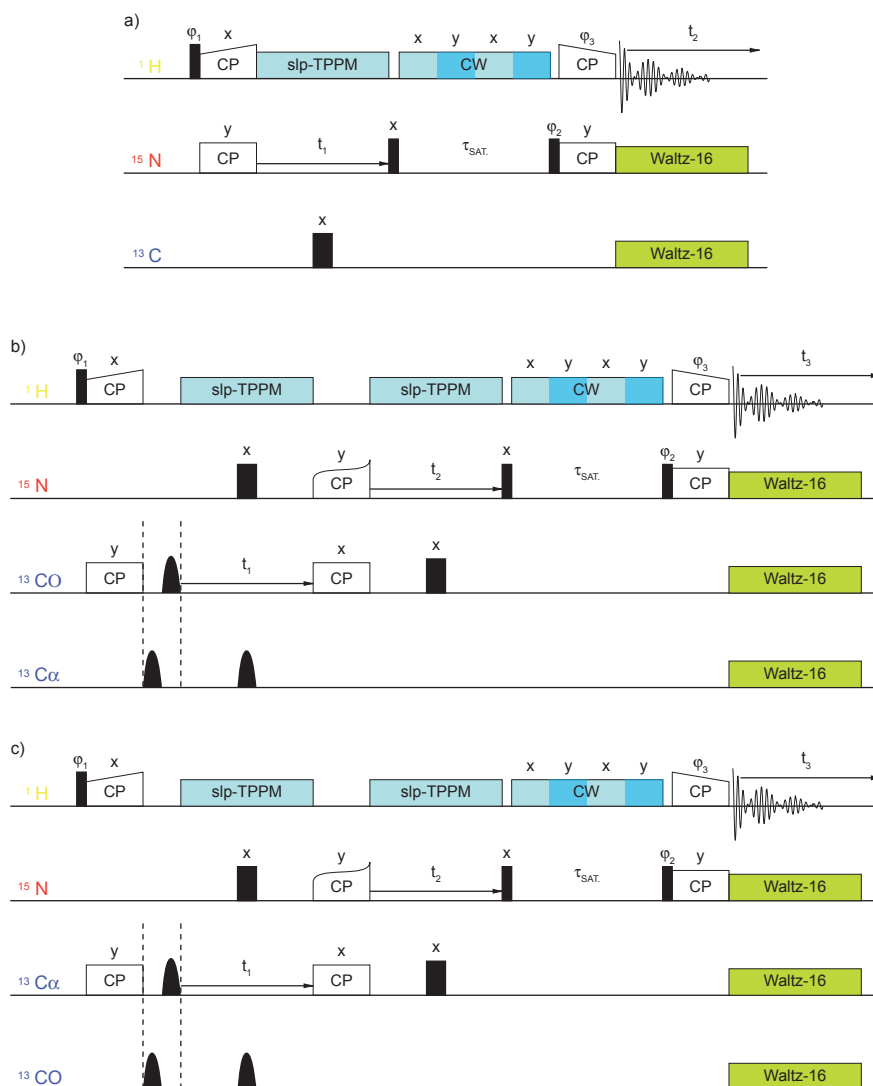 a)
φ₁ x x y x y φ₃ t₂
¹H CP slp-TPPM CW CP
y t₁ x τSAT. φ₂ y
¹⁵N CP CP Waltz-16
x
¹³C Waltz-16
b)
φ₁ x x y x y φ₃ t₃
¹H CP slp-TPPM slp-TPPM CW CP
x y t₂ x τSAT. φ₂ y
¹⁵N CP CP Waltz-16
y t₁ x x
¹³CO CP CP Waltz-16
¹³Cα Waltz-16
c)
φ₁ x x y x y φ₃ t₃
¹H CP slp-TPPM slp-TPPM CW CP
x y t₂ x τSAT. φ₂ y
¹⁵N CP CP Waltz-16
y t₁ x x
¹³Cα CP CP Waltz-16
¹³CO Waltz-16